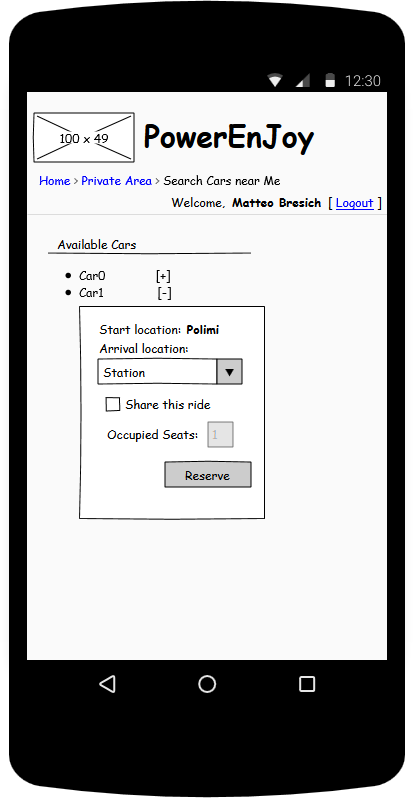 12:30
100 x 49
PowerEnJoy
Home > Private Area > Search Cars near Me
Welcome, Matteo Bresich [ Logout ]
Available Cars
• Car0 [+]
• Car1 [-]
Start location: Polimi
Arrival location:
Station
Share this ride
Occupied Seats: 1
Reserve